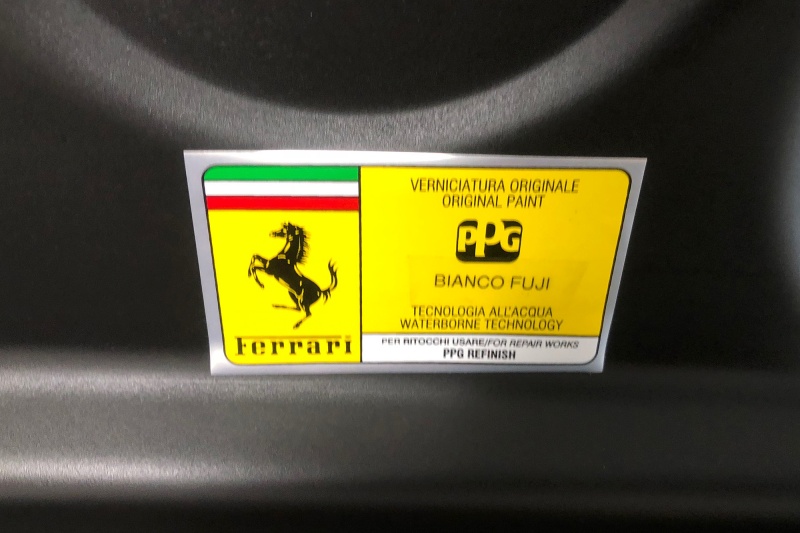 Ferrari
VERNICIATURA ORIGINALE
ORIGINAL PAINT
PPG
BIANCO FUJI
TECNOLOGIA ALL'ACQUA
WATERBORNE TECHNOLOGY
PER RITOCCHI USARE/FOR REPAIR WORKS
PPG REFINISH